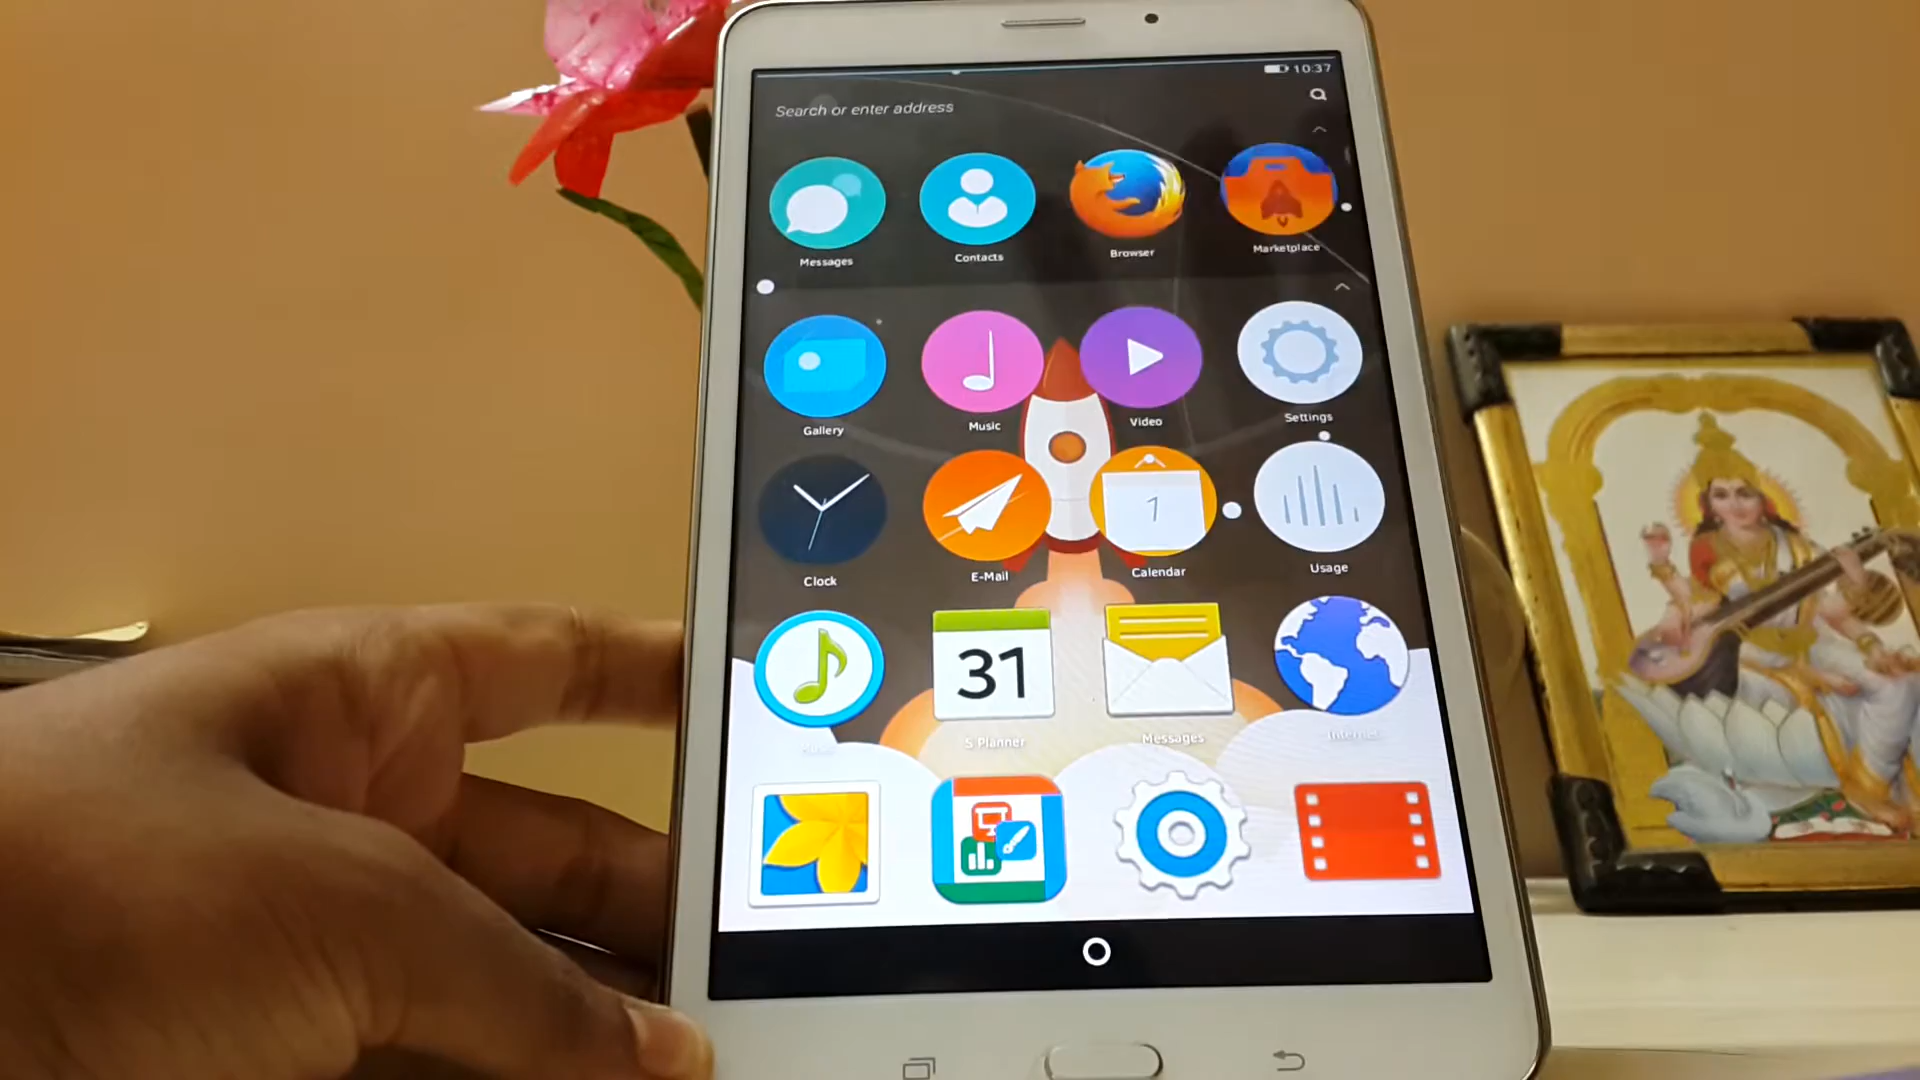 10:37
Search or enter address
Messages
Contacts
Browser
Marketplace
Gallery
Music
Video
Settings
Clock
E-Mail
Calendar
1
Usage
31
S Planner
Messages
Internet